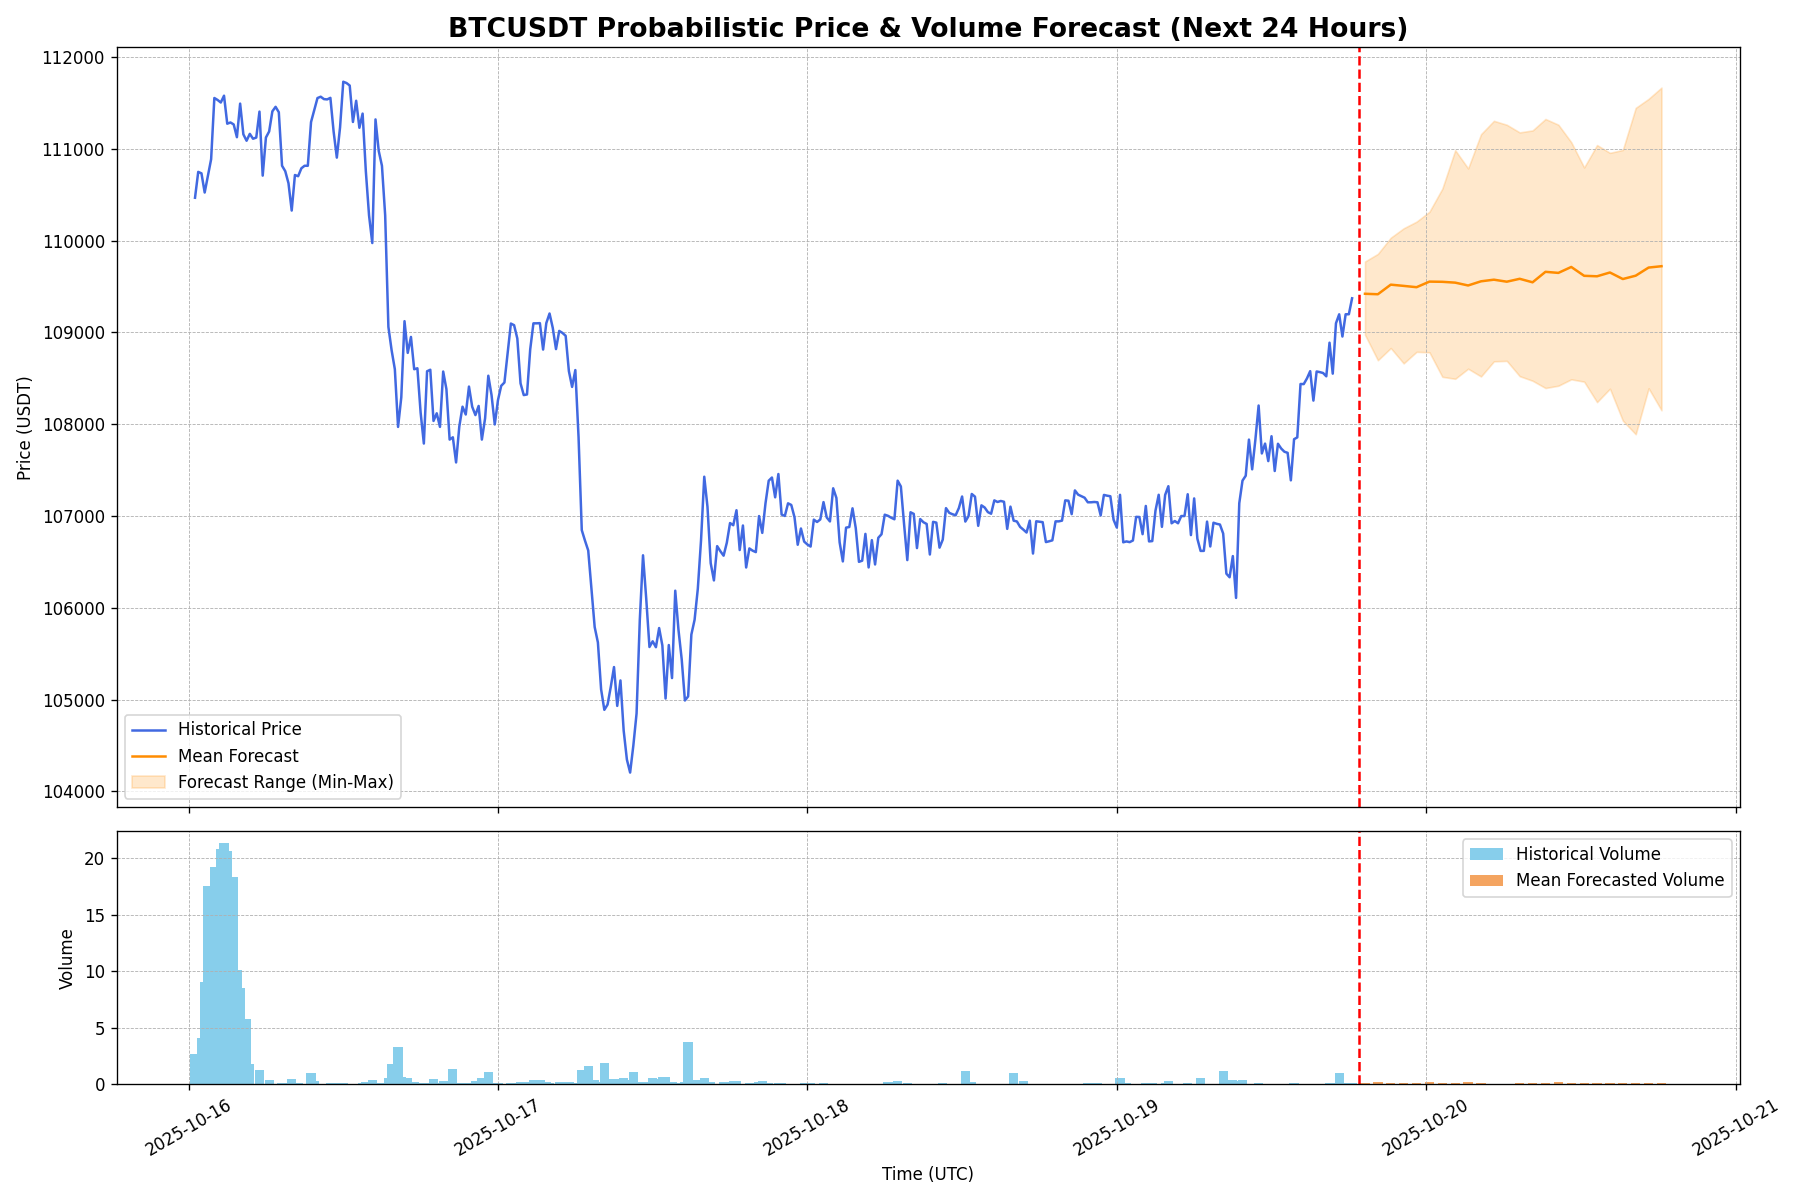 BTCUSDT Probabilistic Price & Volume Forecast (Next 24 Hours)
112000
111000
110000
109000
108000
107000
106000
105000
104000
Price (USDT)
Historical Price
Mean Forecast
Forecast Range (Min-Max)
20
15
10
5
0
Volume
Historical Volume
Mean Forecasted Volume
2025-10-16
2025-10-17
2025-10-18
2025-10-19
2025-10-20
2025-10-21
Time (UTC)